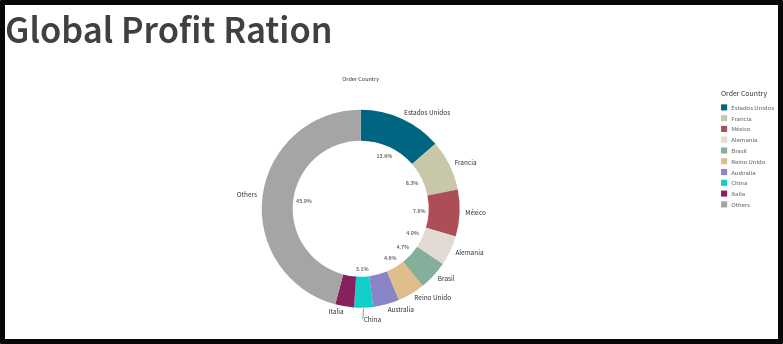 Global Profit Ration
Order Country
Estados Unidos
13.6%
Francia
8.3%
México
7.6%
Alemania
4.9%
Brasil
4.7%
Reino Unido
4.6%
Australia
China
3.1%
Italia
Others
45.9%
Order Country
Estados Unidos
Francia
México
Alemania
Brasil
Reino Unido
Australia
China
Italia
Others